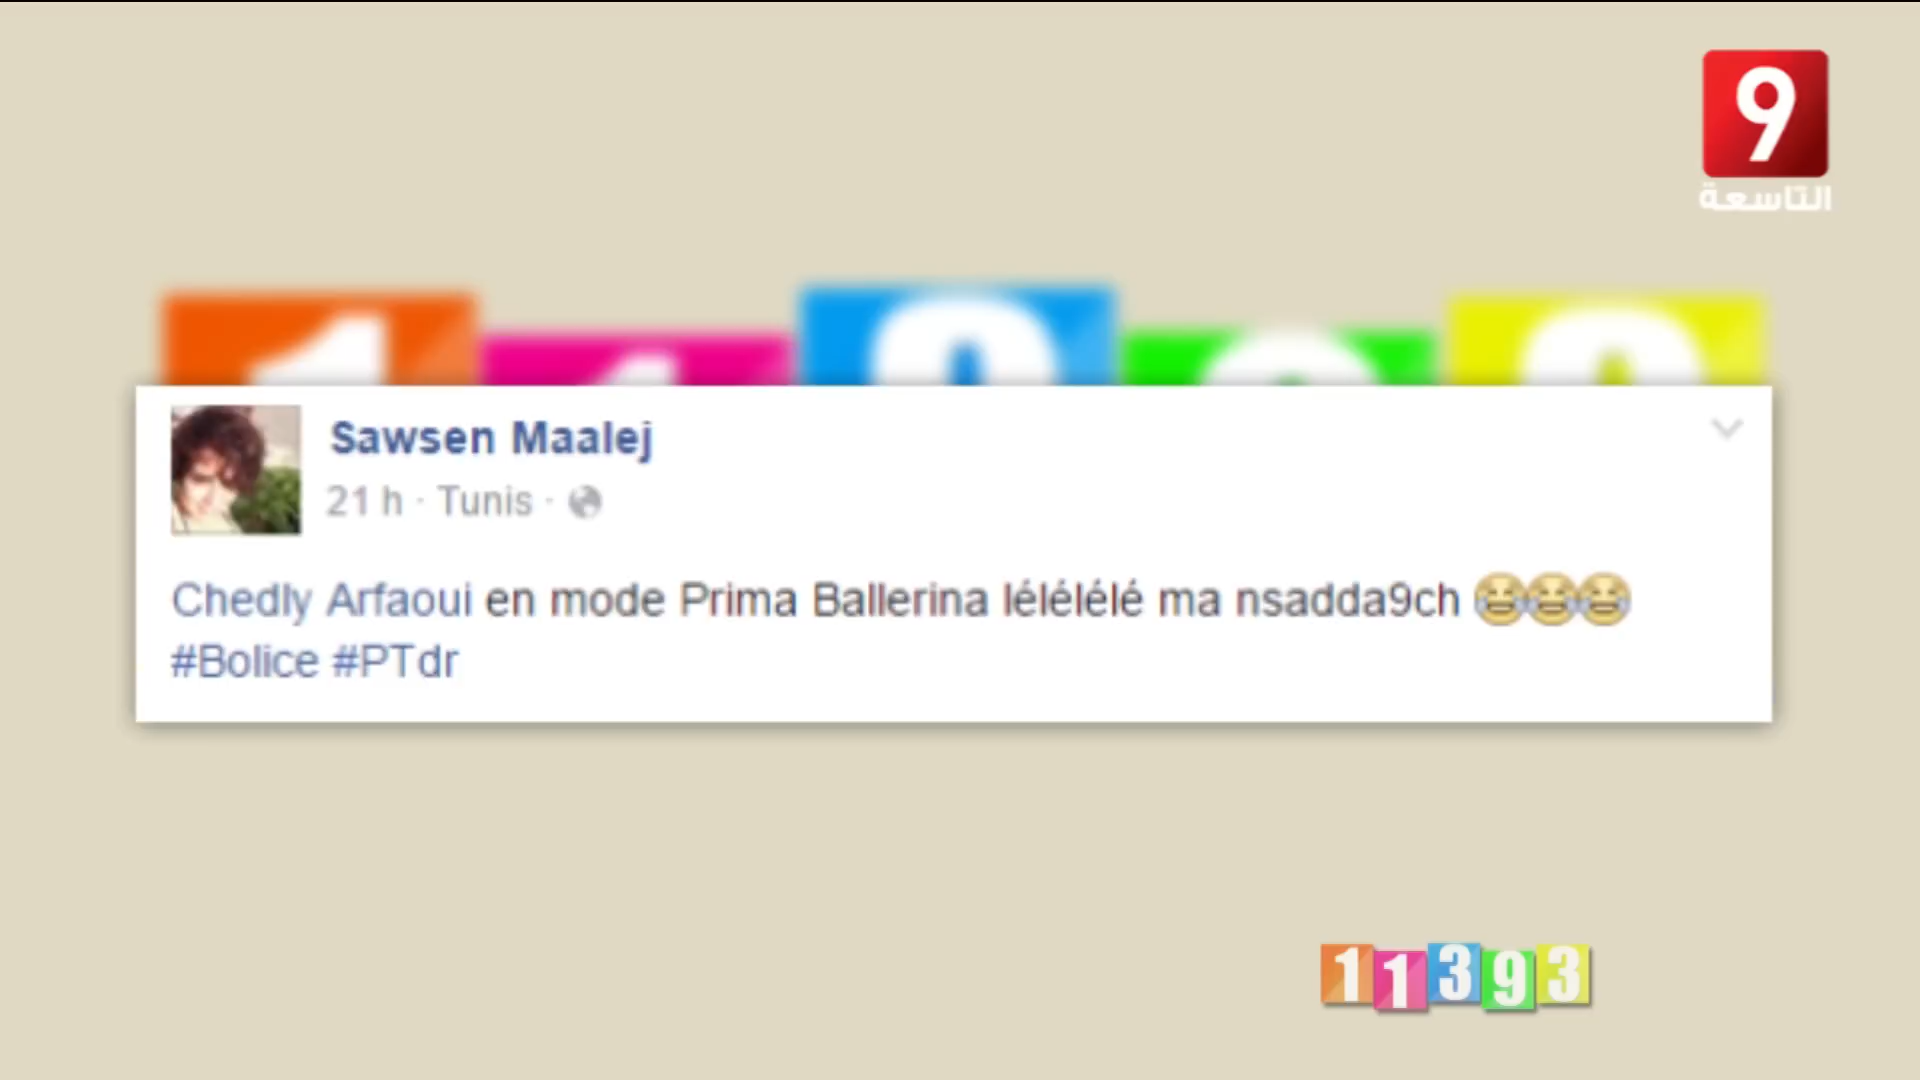 9
التاسعة
Sawsen Maalej
21 h · Tunis ·
Chedly Arfaoui en mode Prima Ballerina lélélélé ma nsadda9ch 😂😂😂
#Bolice #PTdr
11393